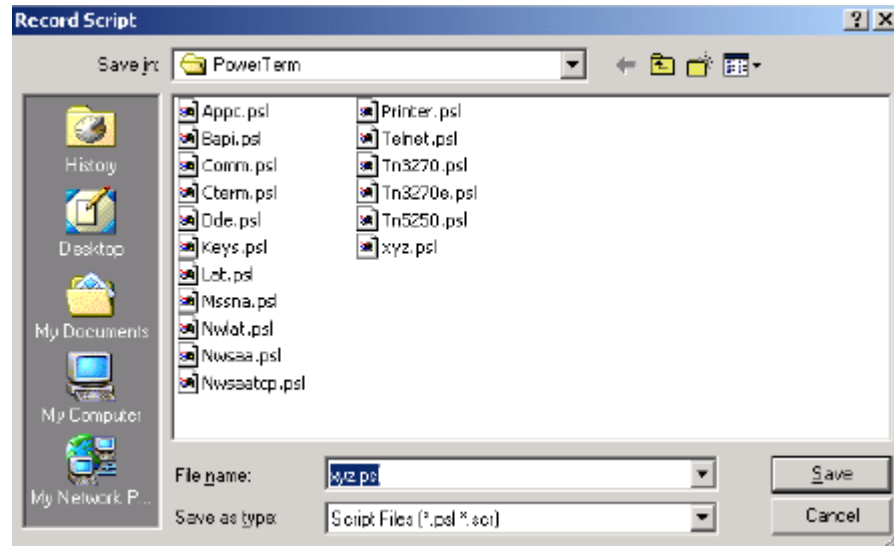 Record Script
Save in:
PowerTerm
History
Desktop
My Documents
My Computer
My Network P...
Appc.psl
Bapi.psl
Comm.psl
Cterm.psl
Dde.psl
Keys.psl
Lat.psl
Mssna.psl
Nwlat.psl
Nwsaa.psl
Nwsaatcp.psl
Printer.psl
Telnet.psl
Tn3270.psl
Tn3270e.psl
Tn5250.psl
xyz.psl
File name:
xyz.psl
Save
Save as type:
Script Files (*.psl *.scr)
Cancel